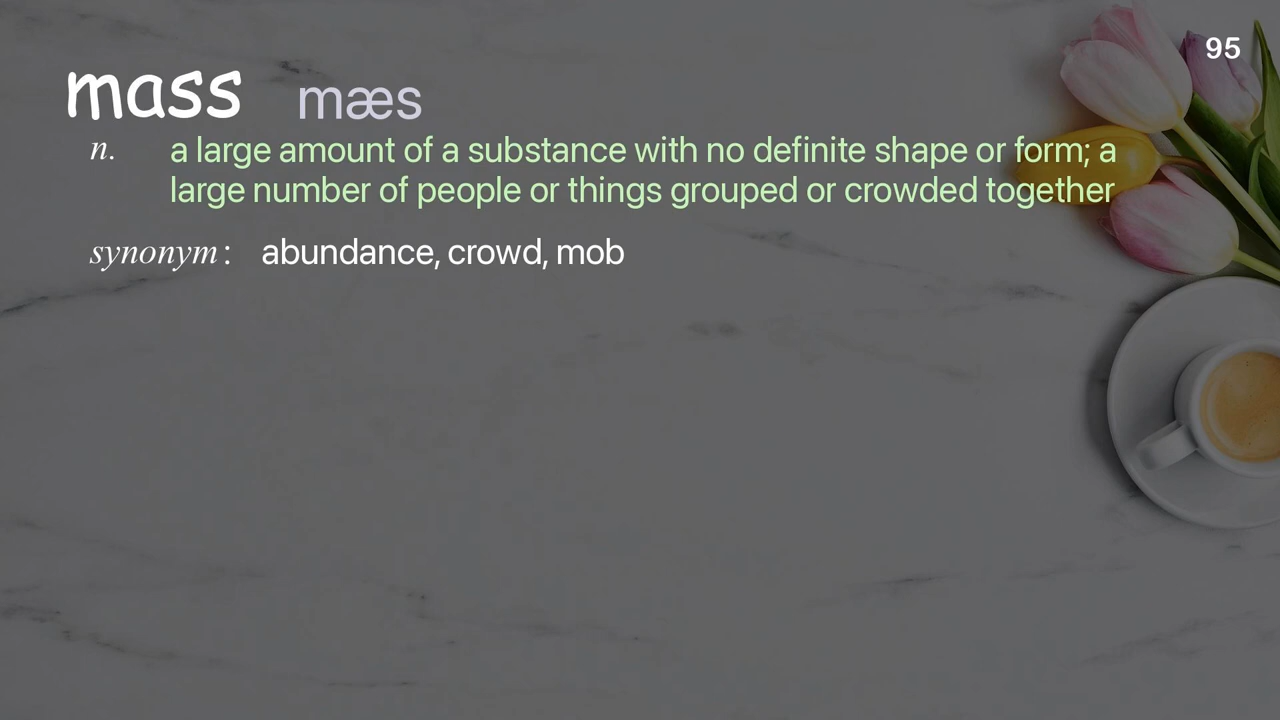 95
mass mæs
n. a large amount of a substance with no definite shape or form; a
large number of people or things grouped or crowded together
synonym: abundance, crowd, mob